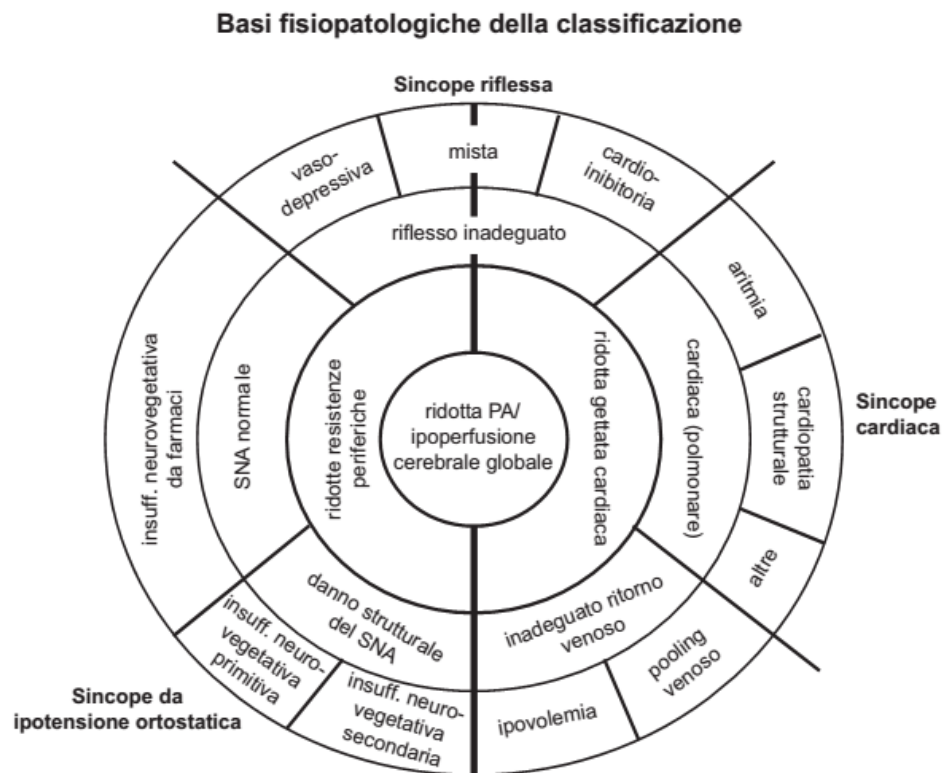 Basi fisiopatologiche della classificazione
Sincope riflessa
vaso-
depressiva
mista
cardio-
inibitoria
riflesso inadeguato
aritmia
cardiopatia
strutturale
altre
Sincope
cardiaca
cardiaca (polmonare)
ridotta gettata cardiaca
ridotta PA/
ipoperfusione
cerebrale globale
ridotte resistenze
periferiche
SNA normale
insuff. neurovegetativa
da farmaci
danno strutturale
del SNA
inadeguato ritorno
venoso
insuff. neuro-
vegetativa
primitiva
insuff. neuro-
vegetativa
secondaria
ipovolemia
pooling
venoso
Sincope da
ipotensione ortostatica